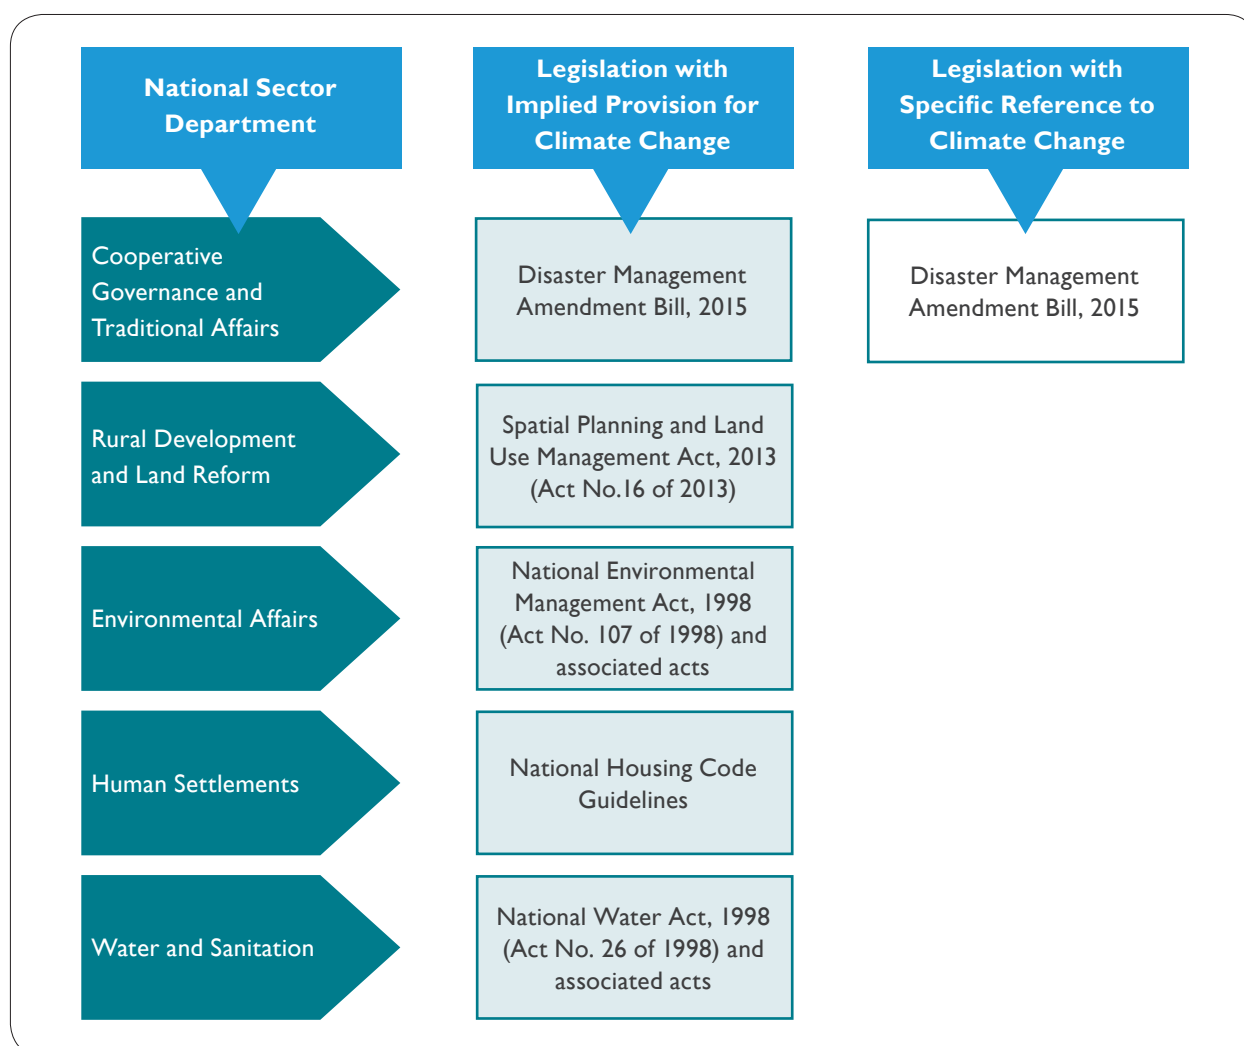 National Sector
Department
Legislation with
Implied Provision for
Climate Change
Legislation with
Specific Reference to
Climate Change
Cooperative
Governance and
Traditional Affairs
Disaster Management
Amendment Bill, 2015
Disaster Management
Amendment Bill, 2015
Rural Development
and Land Reform
Spatial Planning and Land
Use Management Act, 2013
(Act No.16 of 2013)
Environmental Affairs
National Environmental
Management Act, 1998
(Act No. 107 of 1998) and
associated acts
Human Settlements
National Housing Code
Guidelines
Water and Sanitation
National Water Act, 1998
(Act No. 26 of 1998) and
associated acts